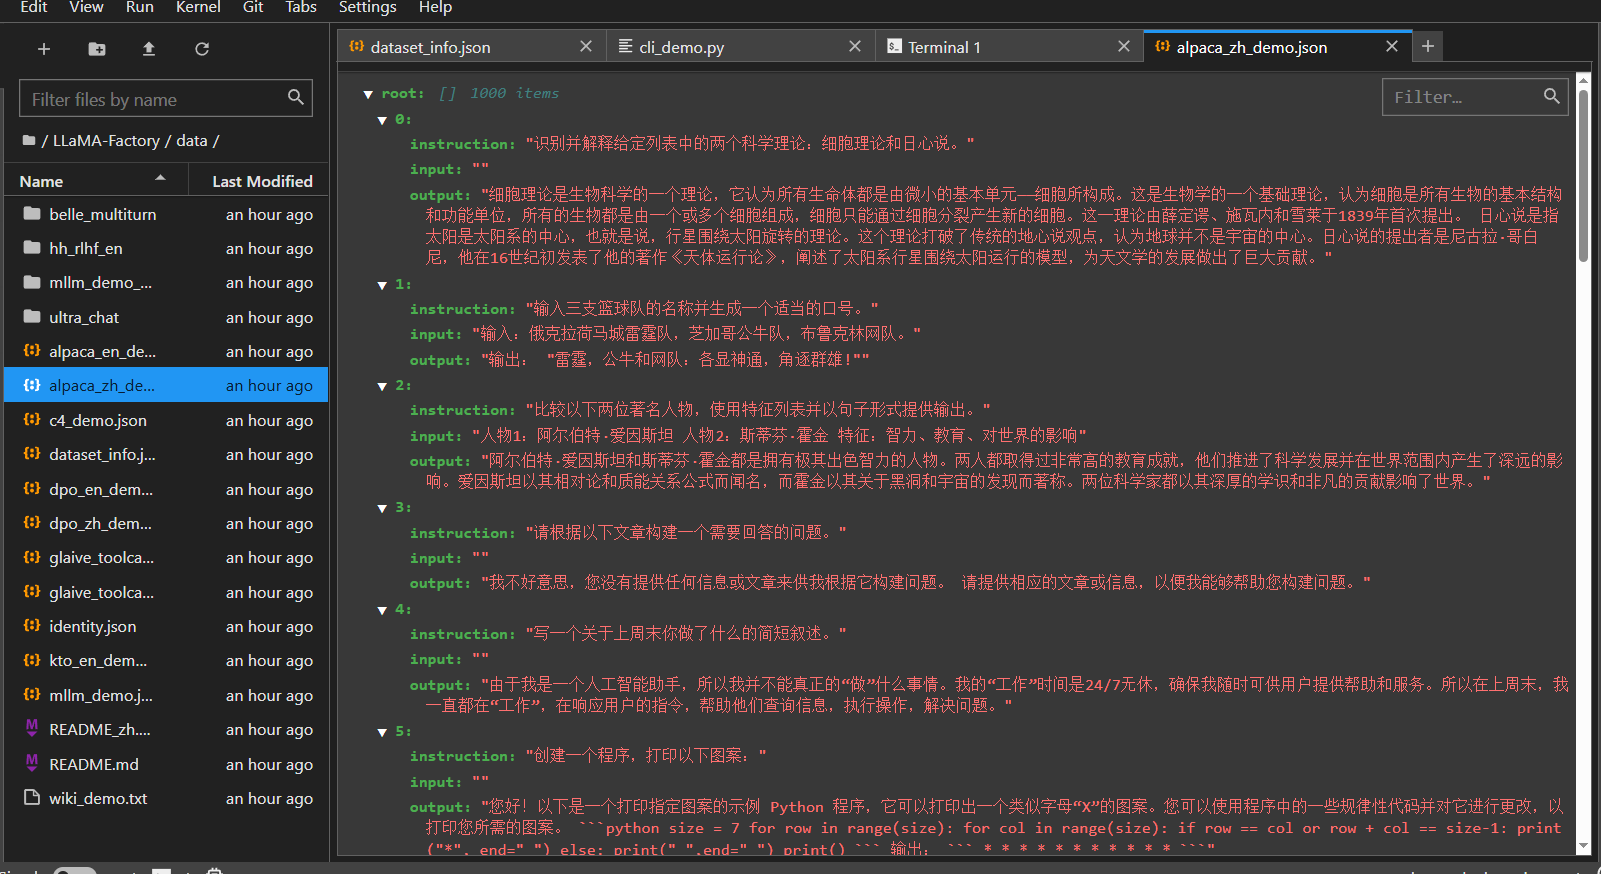 Edit View Run Kernel Git Tabs Settings Help
dataset_info.json
cli_demo.py
Terminal 1
alpaca_zh_demo.json
Filter files by name
/ LLaMA-Factory / data /
Name Last Modified
belle_multiturn an hour ago
hh_rlhf_en an hour ago
mllm_demo_... an hour ago
ultra_chat an hour ago
alpaca_en_de... an hour ago
alpaca_zh_de... an hour ago
c4_demo.json an hour ago
dataset_info.j... an hour ago
dpo_en_dem... an hour ago
dpo_zh_dem... an hour ago
glaive_toolca... an hour ago
glaive_toolca... an hour ago
identity.json an hour ago
kto_en_dem... an hour ago
mllm_demo.j... an hour ago
README_zh.... an hour ago
README.md an hour ago
wiki_demo.txt an hour ago
Filter…
root: [] 1000 items
0:
instruction: "识别并解释给定列表中的两个科学理论：细胞理论和日心说。"
input: ""
output: "细胞理论是生物科学的一个理论，它认为所有生命体都是由微小的基本单元——细胞所构成。这是生物学的一个基础理论，认为细胞是所有生物的基本结构
和功能单位，所有的生物都是由一个或多个细胞组成，细胞只能通过细胞分裂产生新的细胞。这一理论由薛定谔、施瓦内和雪莱于1839年首次提出。 日心说是指
太阳是太阳系的中心，也就是说，行星围绕太阳旋转的理论。这个理论打破了传统的地心说观点，认为地球并不是宇宙的中心。日心说的提出者是尼古拉·哥白
尼，他在16世纪初发表了他的著作《天体运行论》，阐述了太阳系行星围绕太阳运行的模型，为天文学的发展做出了巨大贡献。"
1:
instruction: "输入三支篮球队的名称并生成一个适当的口号。"
input: "输入：俄克拉荷马城雷霆队，芝加哥公牛队，布鲁克林网队。"
output: "输出： "雷霆，公牛和网队：各显神通，角逐群雄！""
2:
instruction: "比较以下两位著名人物，使用特征列表并以句子形式提供输出。"
input: "人物1：阿尔伯特·爱因斯坦 人物2：斯蒂芬·霍金 特征：智力、教育、对世界的影响"
output: "阿尔伯特·爱因斯坦和斯蒂芬·霍金都是拥有极其出色智力的人物。两人都取得过非常高的教育成就，他们推进了科学发展并在世界范围内产生了深远的影
响。爱因斯坦以其相对论和质能关系公式而闻名，而霍金以其关于黑洞和宇宙的发现而著称。两位科学家都以其深厚的学识和非凡的贡献影响了世界。"
3:
instruction: "请根据以下文章构建一个需要回答的问题。"
input: ""
output: "我不好意思，您没有提供任何信息或文章来供我根据它构建问题。 请提供相应的文章或信息，以便我能够帮助您构建问题。"
4:
instruction: "写一个关于上周末你做了什么的简短叙述。"
input: ""
output: "由于我是一个人工智能助手，所以我并不能真正的“做”什么事情。我的“工作”时间是24/7无休，确保我随时可供用户提供帮助和服务。所以在上周末，我
一直都在“工作”，在响应用户的指令，帮助他们查询信息，执行操作，解决问题。"
5:
instruction: "创建一个程序，打印以下图案："
input: ""
output: "您好！以下是一个打印指定图案的示例 Python 程序，它可以打印出一个类似字母“X”的图案。您可以使用程序中的一些规律性代码并对它进行更改，以
打印您所需的图案。 ```python size = 7 for row in range(size): for col in range(size): if row == col or row + col == size-1: print
("*", end=" ") else: print(" ",end=" ") print() ``` 输出： ``` * * * * * * * * * * * ```"